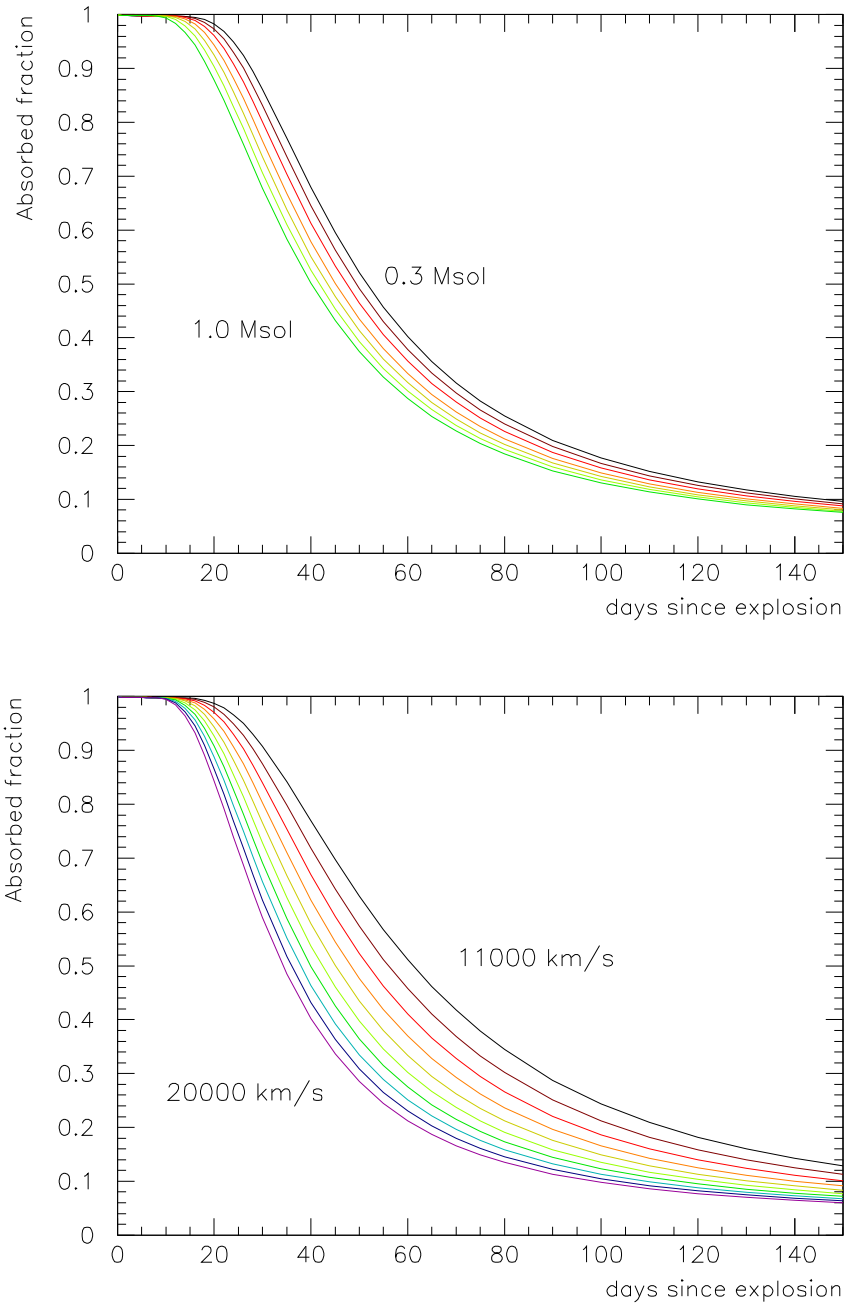 Absorbed fraction
1
0.9
0.8
0.7
0.6
0.5
0.4
0.3
0.2
0.1
0
0.3 Msol
1.0 Msol
0 20 40 60 80 100 120 140
days since explosion
Absorbed fraction
1
0.9
0.8
0.7
0.6
0.5
0.4
0.3
0.2
0.1
0
11000 km/s
20000 km/s
0 20 40 60 80 100 120 140
days since explosion